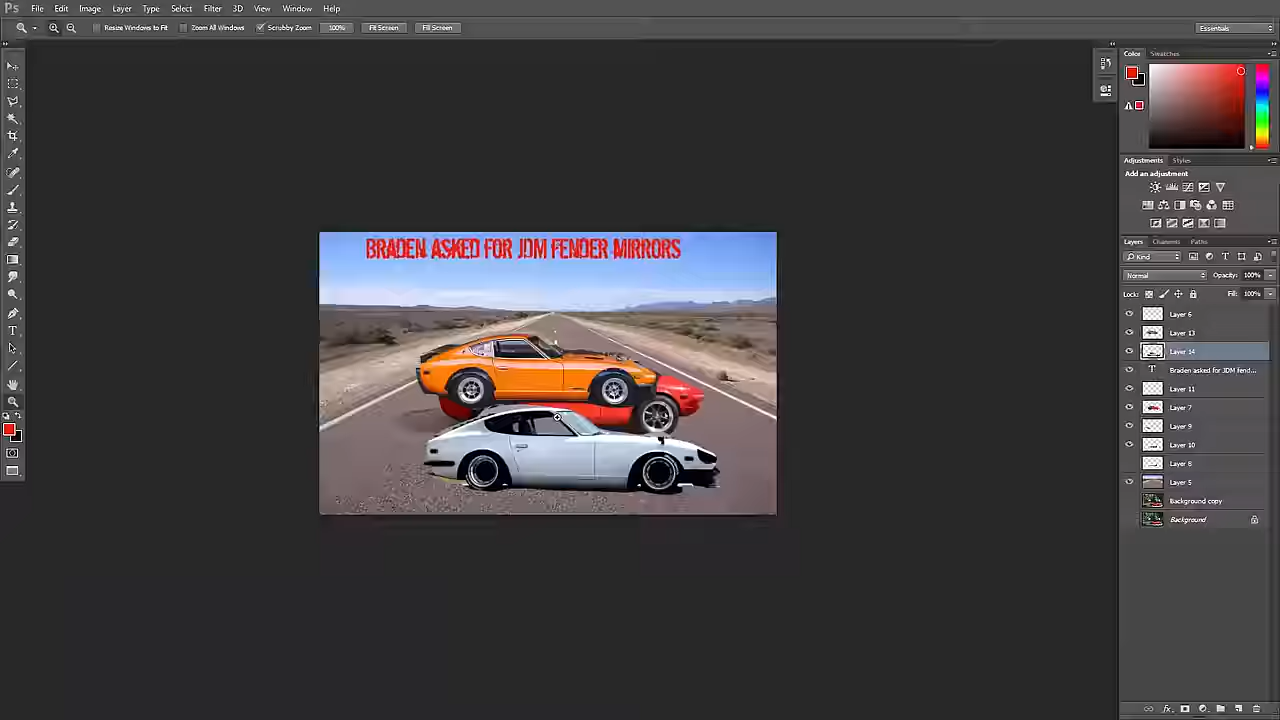 Ps File Edit Image Layer Type Select Filter 3D View Window Help
Resize Windows to Fit Zoom All Windows Scrubby Zoom 100% Fit Screen Fill Screen Essentials
Color Swatches
Adjustments Styles
Add an adjustment
Layers Channels Paths
Kind
Normal Opacity: 100%
Lock: Fill: 100%
Layer 6
Layer 13
Layer 14
T Braden asked for JDM fend...
Layer 11
Layer 7
Layer 9
Layer 10
Layer 8
Layer 5
Background copy
Background
BRADEN ASKED FOR JDM FENDER MIRRORS